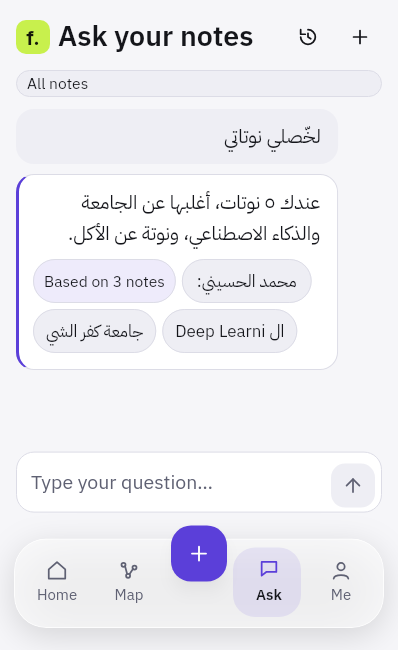 f. Ask your notes
All notes
لخّصلي نوتاتي
عندك ٥ نوتات، أغلبها عن الجامعة
والذكاء الاصطناعي، ونوتة عن الأكل.
Based on 3 notes
محمد الحسيني:
جامعة كفر الشي
ال Deep Learni
Type your question...
Home
Map
Ask
Me